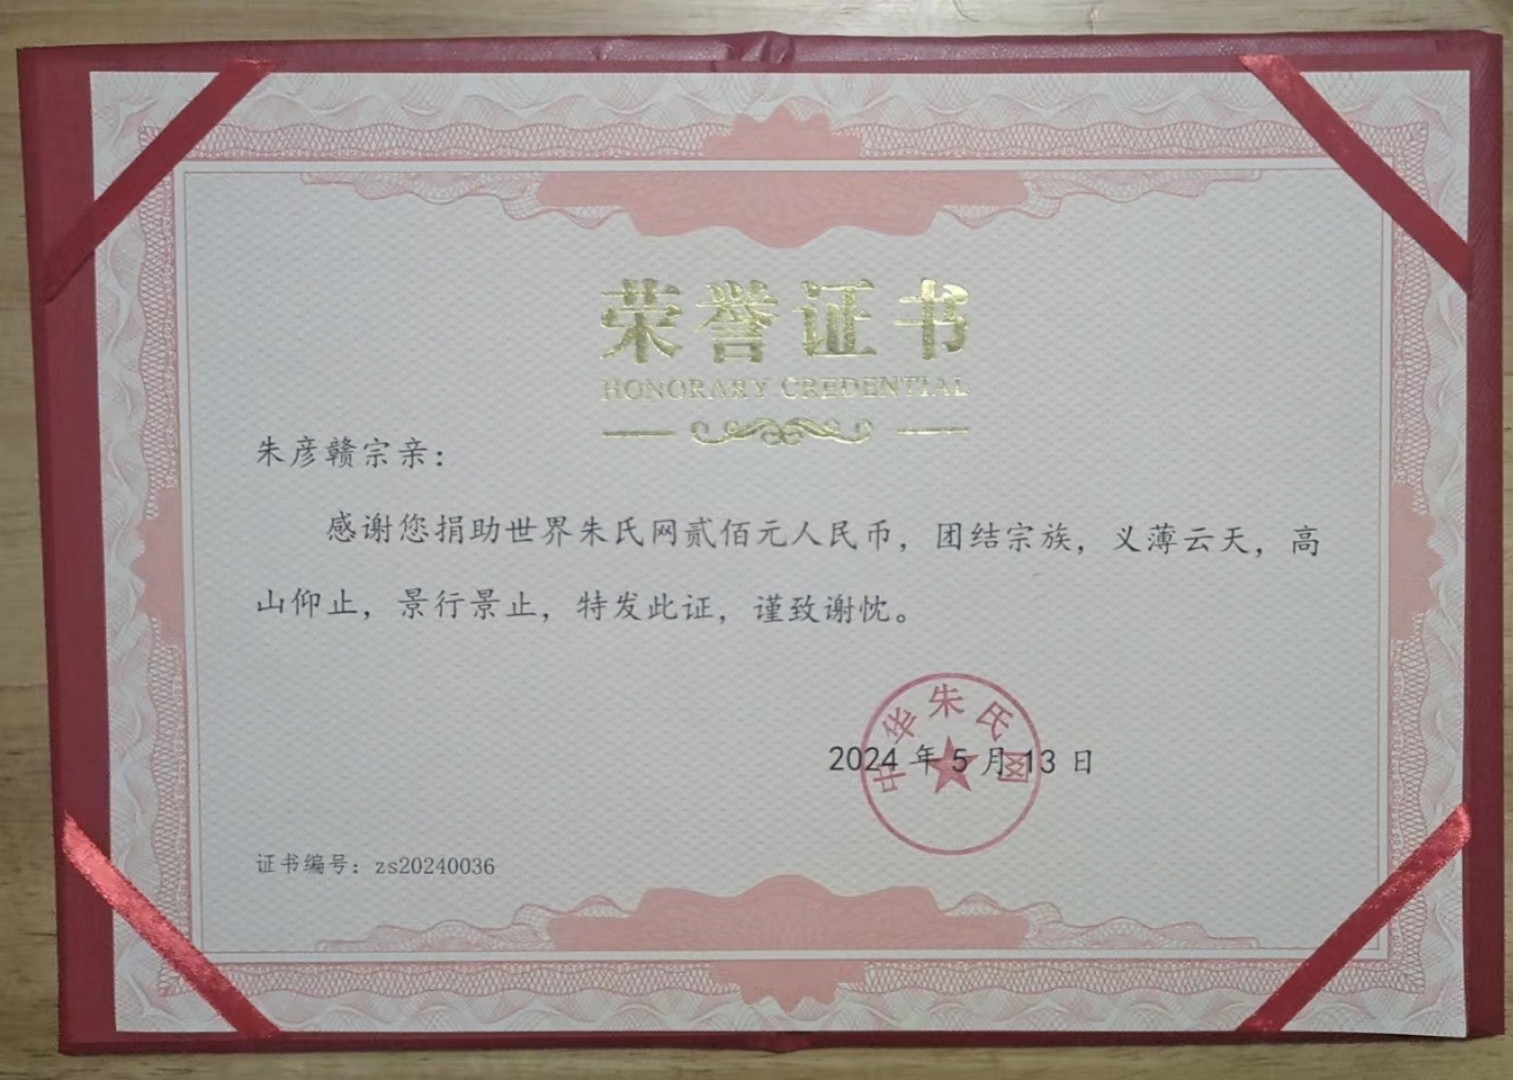 荣誉证书
HONORARY CREDENTIAL
朱彦赣宗亲：
感谢您捐助世界朱氏网贰佰元人民币，团结宗族，义薄云天，高
山仰止，景行景止，特发此证，谨致谢忱。
中华朱氏网
2024 年 5 月 13 日
证书编号：zs20240036